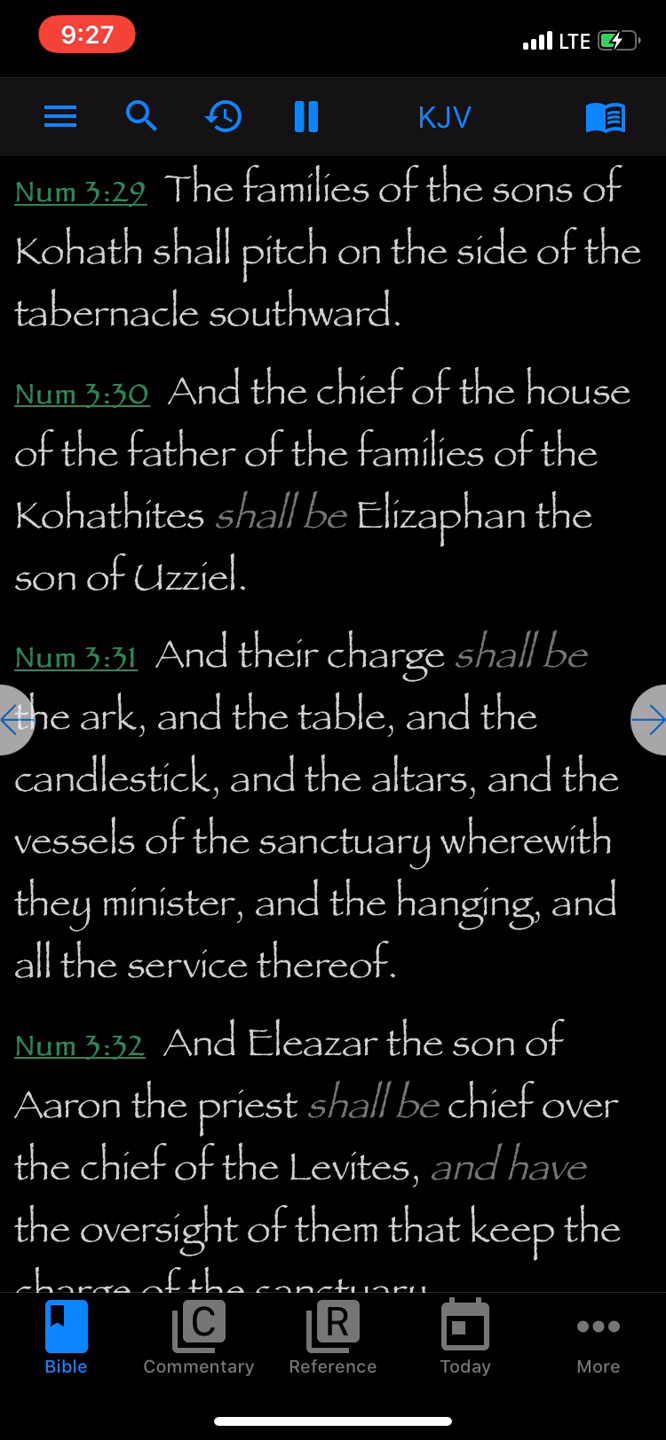 9:27
LTE
KJV
Num 3:29 The families of the sons of
Kohath shall pitch on the side of the
tabernacle southward.
Num 3:30 And the chief of the house
of the father of the families of the
Kohathites shall be Elizaphan the
son of Uzziel.
Num 3:31 And their charge shall be
the ark, and the table, and the
candlestick, and the altars, and the
vessels of the sanctuary wherewith
they minister, and the hanging, and
all the service thereof.
Num 3:32 And Eleazar the son of
Aaron the priest shall be chief over
the chief of the Levites, and have
the oversight of them that keep the
charge of the sanctuary.
C
R
Bible
Commentary
Reference
Today
More